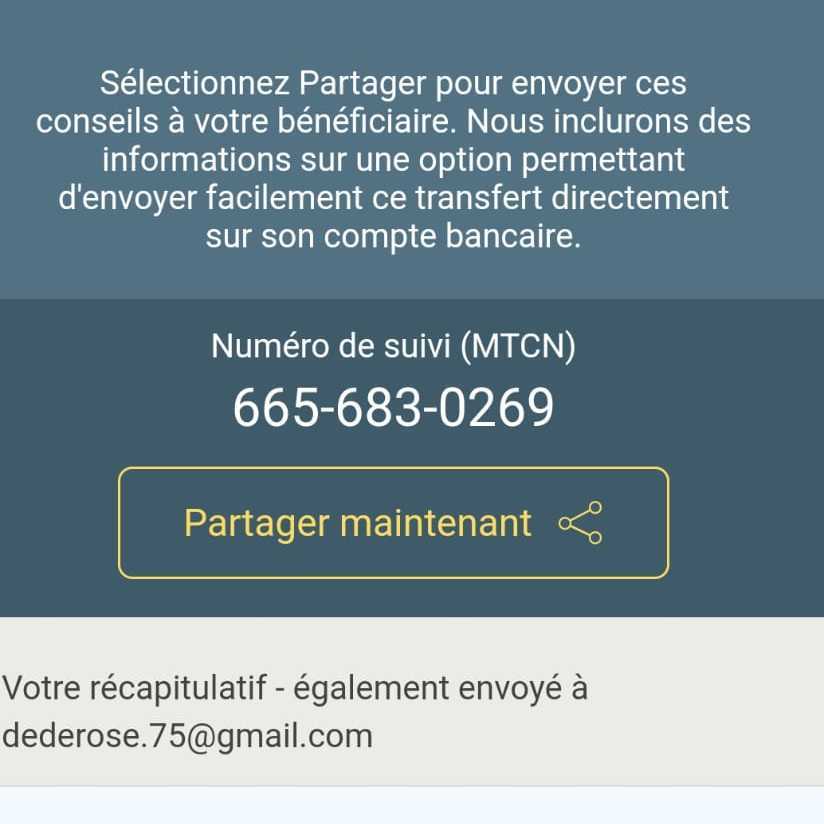 Sélectionnez Partager pour envoyer ces
conseils à votre bénéficiaire. Nous inclurons des
informations sur une option permettant
d'envoyer facilement ce transfert directement
sur son compte bancaire.
Numéro de suivi (MTCN)
665-683-0269
Partager maintenant
Votre récapitulatif - également envoyé à
dederose.75@gmail.com